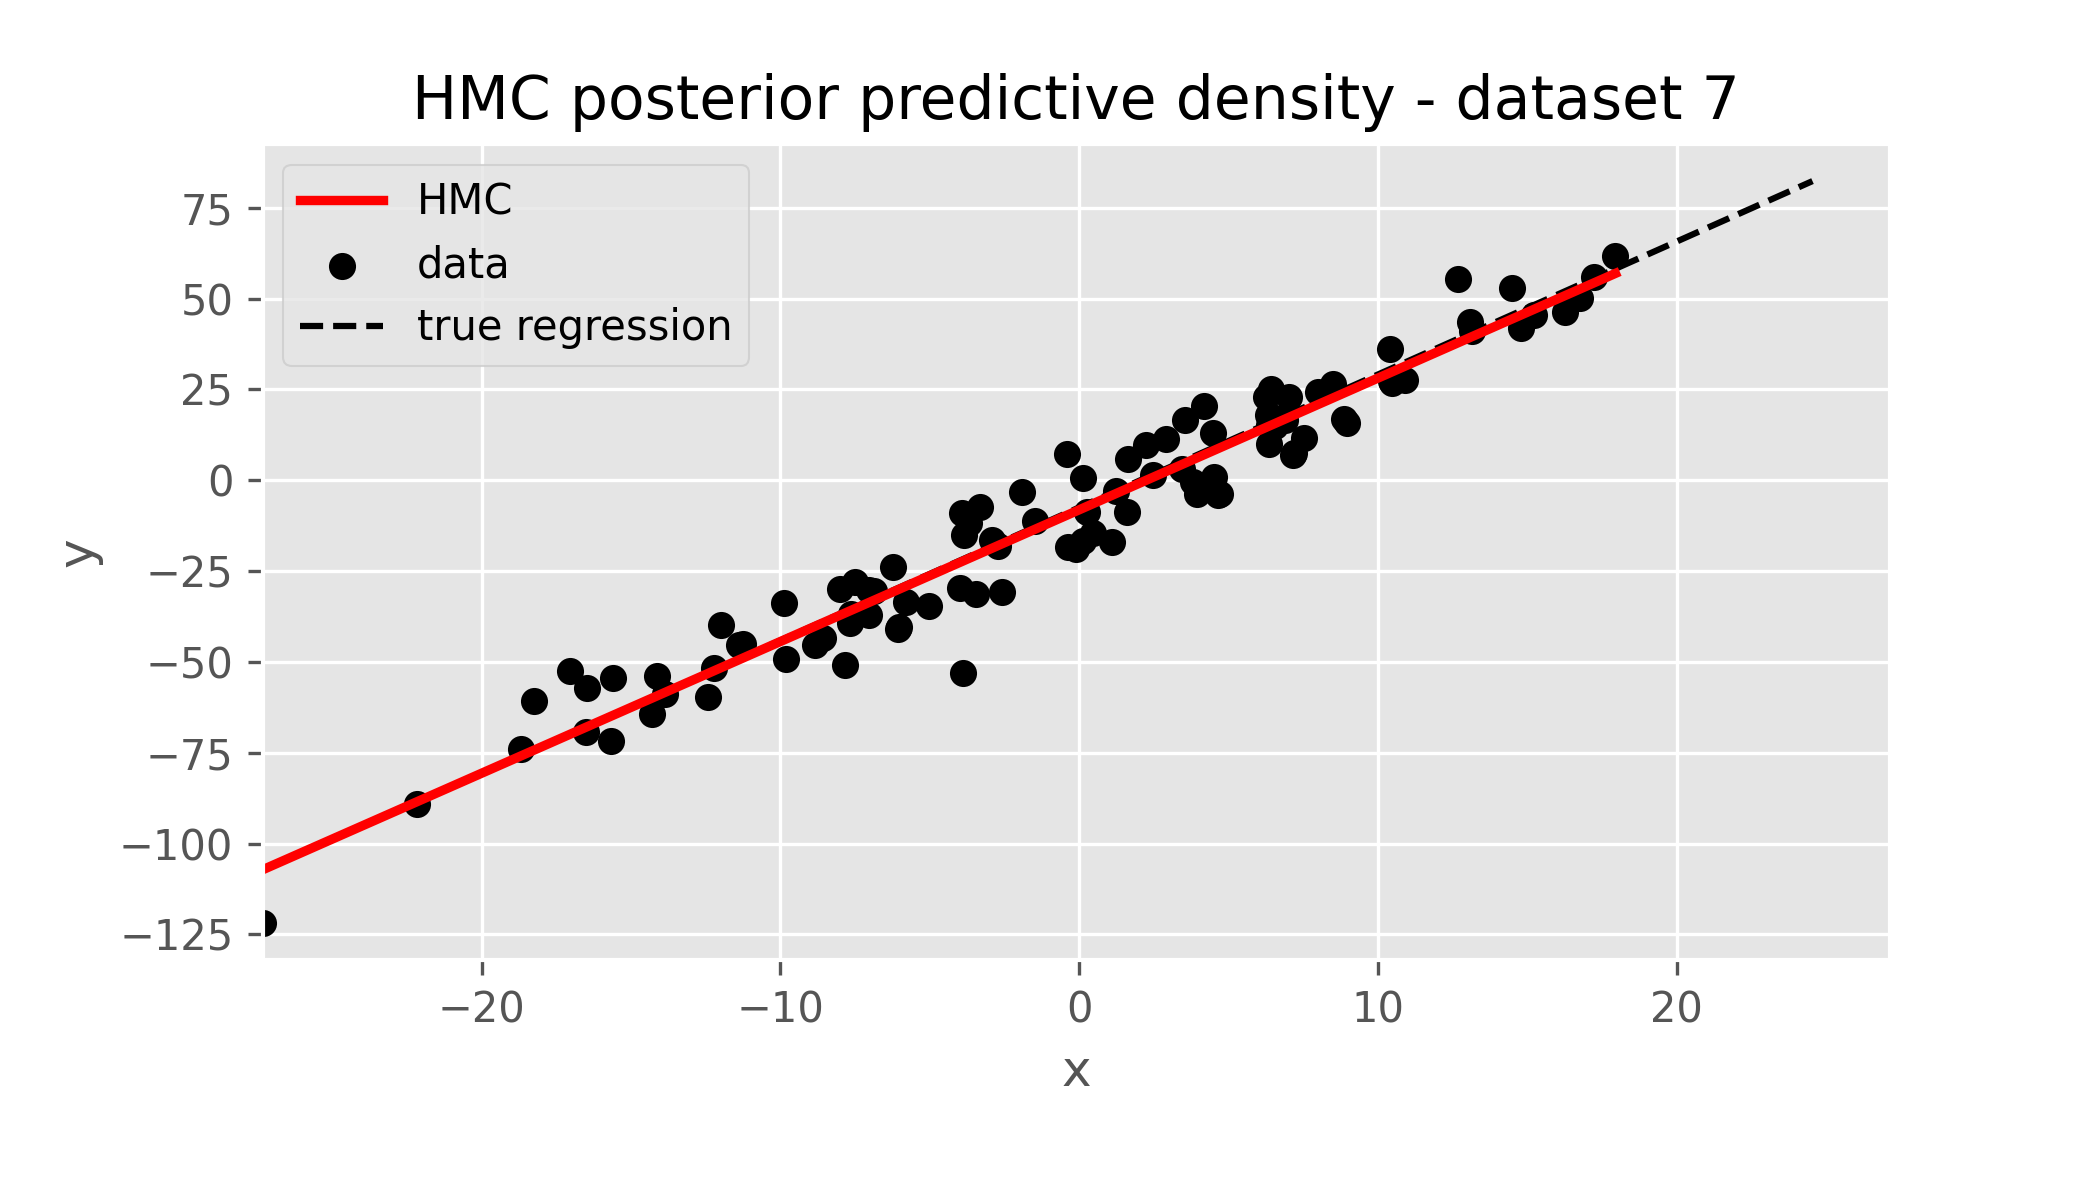 HMC posterior predictive density - dataset 7
HMC
data
true regression
75
50
25
0
−25
−50
−75
−100
−125
y
−20 −10 0 10 20
x